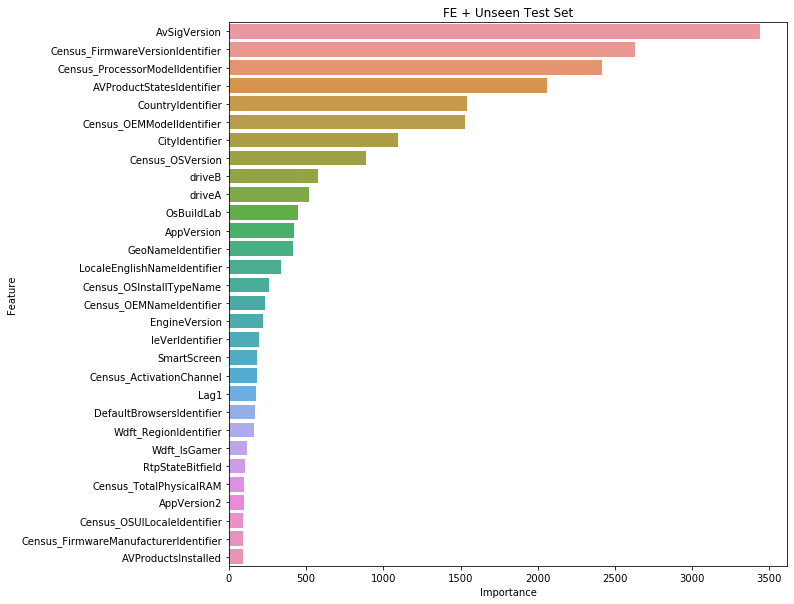 FE + Unseen Test Set
AvSigVersion
Census_FirmwareVersionIdentifier
Census_ProcessorModelIdentifier
AVProductStatesIdentifier
CountryIdentifier
Census_OEMModelIdentifier
CityIdentifier
Census_OSVersion
driveB
driveA
OsBuildLab
AppVersion
GeoNameIdentifier
LocaleEnglishNameIdentifier
Census_OSInstallTypeName
Census_OEMNameIdentifier
EngineVersion
IeVerIdentifier
SmartScreen
Census_ActivationChannel
Lag1
DefaultBrowsersIdentifier
Wdft_RegionIdentifier
Wdft_IsGamer
RtpStateBitfield
Census_TotalPhysicalRAM
AppVersion2
Census_OSUILocaleIdentifier
Census_FirmwareManufacturerIdentifier
AVProductsInstalled
Feature
0 500 1000 1500 2000 2500 3000 3500
Importance